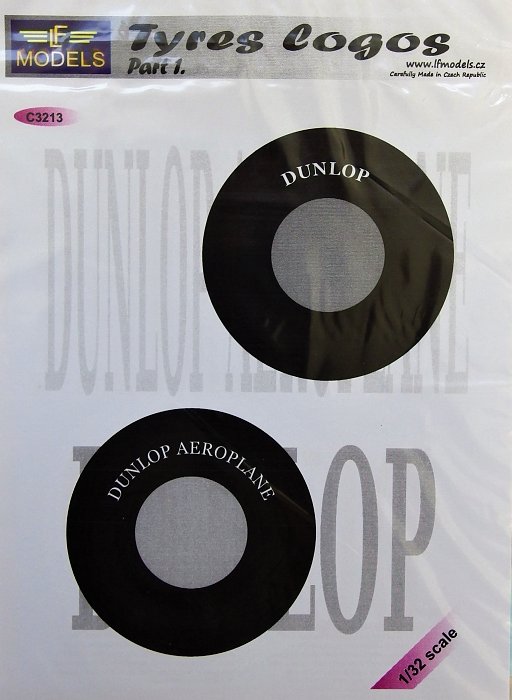 LF
MODELS
Tyres logos
Part 1.
www.lfmodels.cz
Carefully Made in Czech Republic
C3213
DUNLOP AEROPLANE
DUNLOP
DUNLOP
DUNLOP AEROPLANE
1/32 scale